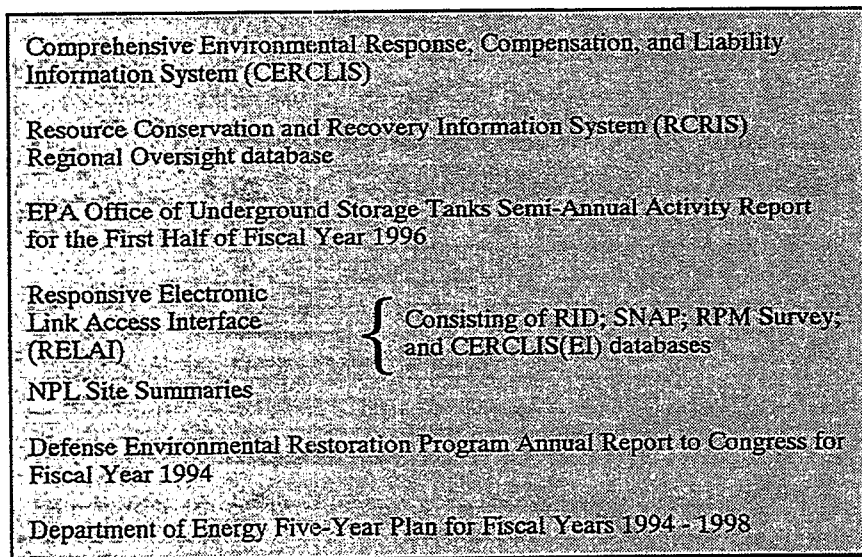 Comprehensive Environmental Response, Compensation, and Liability
Information System (CERCLIS)
Resource Conservation and Recovery Information System (RCRIS)
Regional Oversight database
EPA Office of Underground Storage Tanks Semi-Annual Activity Report
for the First Half of Fiscal Year 1996
Responsive Electronic
Link Access Interface
(RELAI)
{ Consisting of RID; SNAP; RPM Survey;
and CERCLIS(EI) databases
NPL Site Summaries
Defense Environmental Restoration Program Annual Report to Congress for
Fiscal Year 1994
Department of Energy Five-Year Plan for Fiscal Years 1994 - 1998